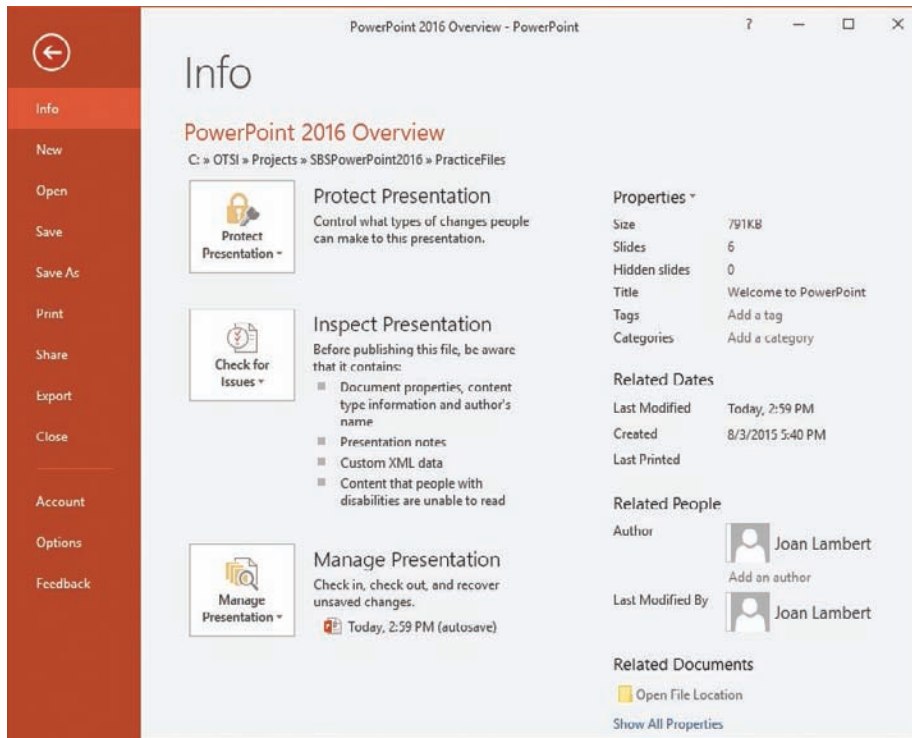 PowerPoint 2016 Overview - PowerPoint
?
Info
New
Open
Save
Save As
Print
Share
Export
Close
Account
Options
Feedback
Info
PowerPoint 2016 Overview
C: » OTSI » Projects » SBSPowerPoint2016 » PracticeFiles
Protect
Presentation
Protect Presentation
Control what types of changes people
can make to this presentation.
Check for
Issues
Inspect Presentation
Before publishing this file, be aware
that it contains:
Document properties, content
type information and author's
name
Presentation notes
Custom XML data
Content that people with
disabilities are unable to read
Manage
Presentation
Manage Presentation
Check in, check out, and recover
unsaved changes.
Today, 2:59 PM (autosave)
Properties
Size 791KB
Slides 6
Hidden slides 0
Title Welcome to PowerPoint
Tags Add a tag
Categories Add a category
Related Dates
Last Modified Today, 2:59 PM
Created 8/3/2015 5:40 PM
Last Printed
Related People
Author Joan Lambert
Add an author
Last Modified By Joan Lambert
Related Documents
Open File Location
Show All Properties